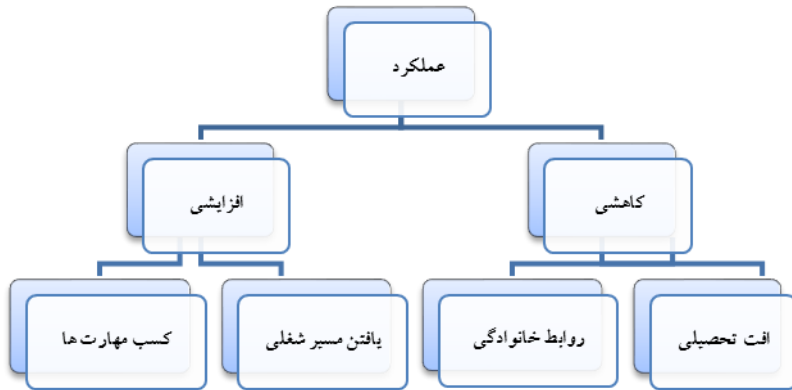 عملکرد
کاهشی
افزایشی
افت تحصیلی
روابط خانوادگی
یافتن مسیر شغلی
کسب مهارت ها